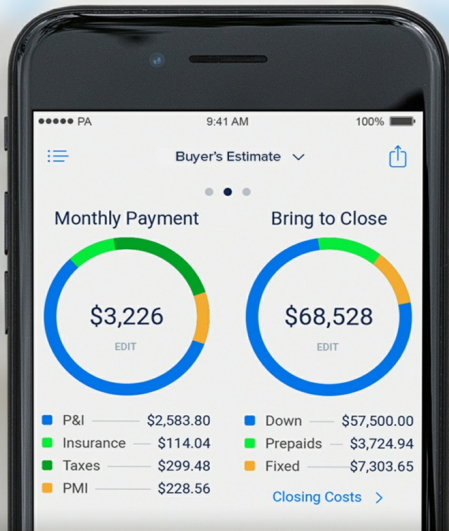 PA 9:41 AM 100%
Buyer's Estimate
Monthly Payment
$3,226
EDIT
P&I $2,583.80
Insurance $114.04
Taxes $299.48
PMI $228.56
Bring to Close
$68,528
EDIT
Down $57,500.00
Prepaids $3,724.94
Fixed $7,303.65
Closing Costs